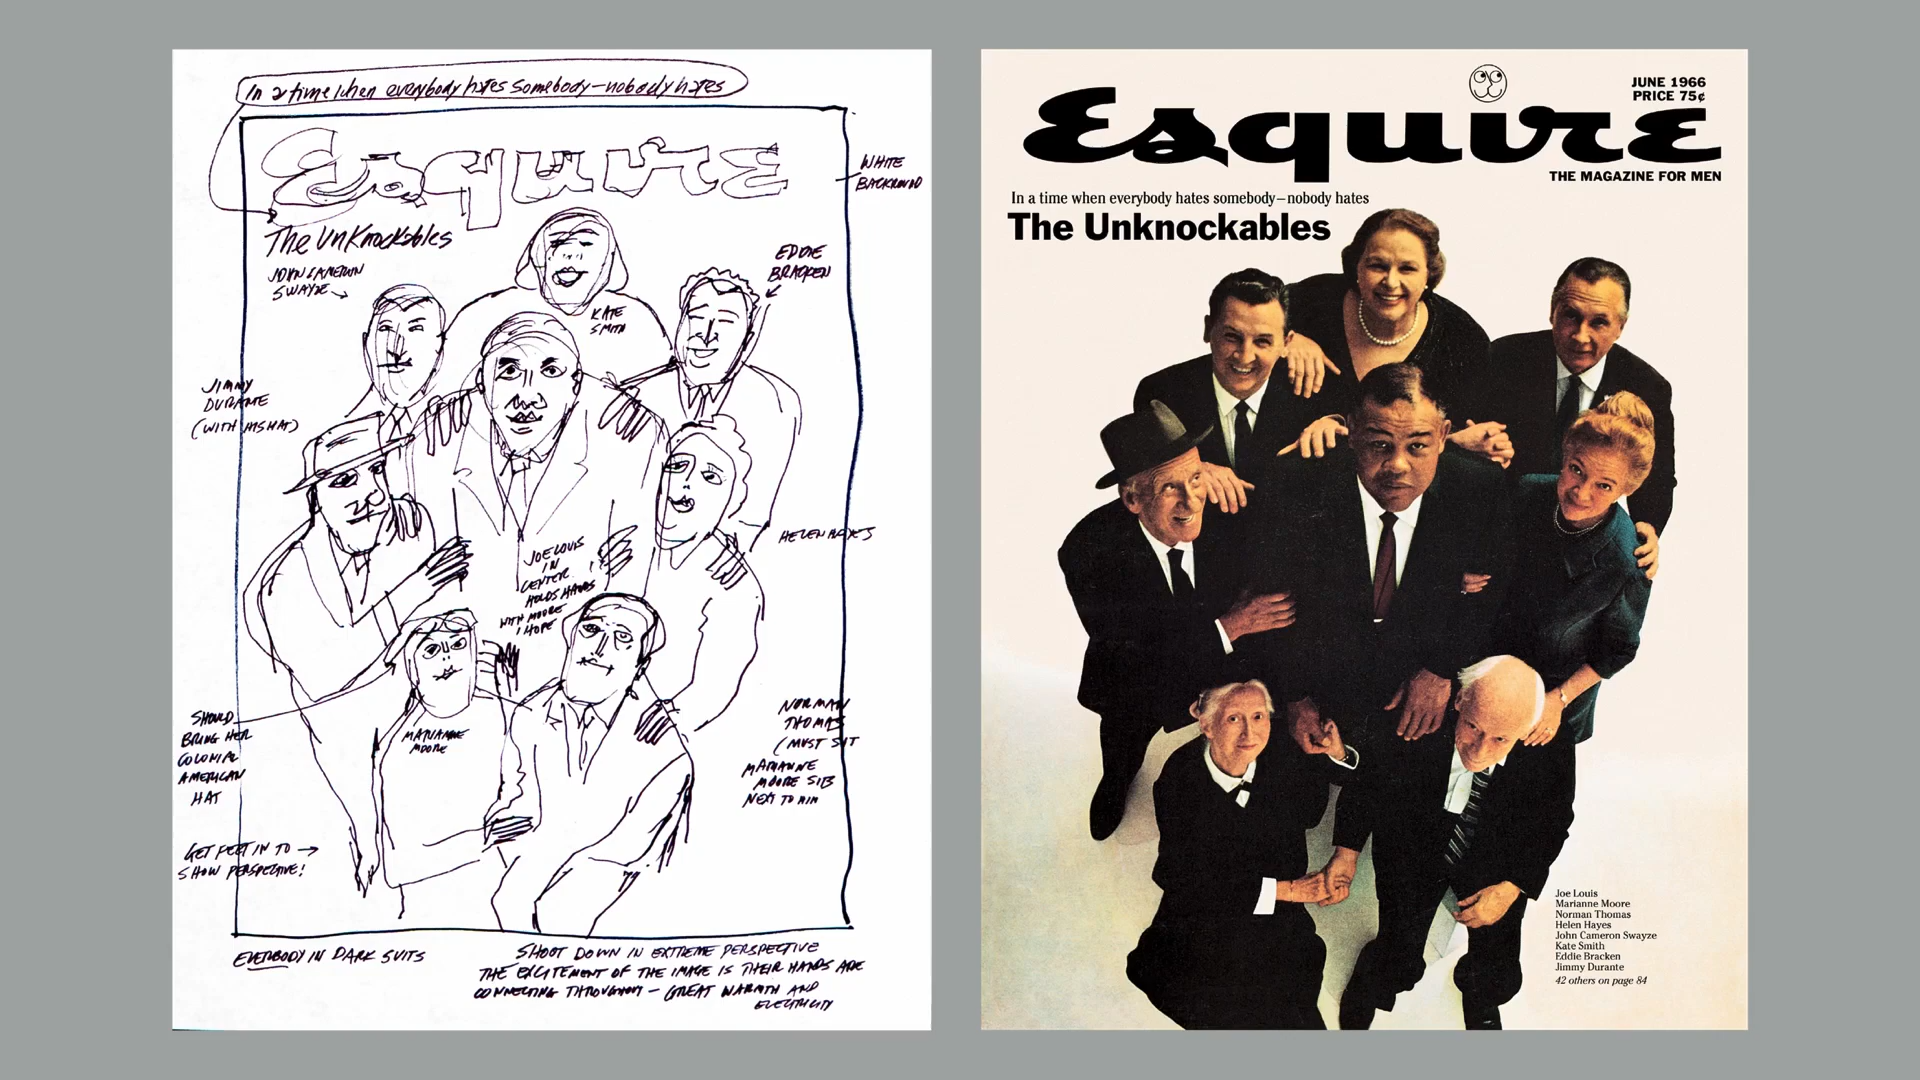 In a time when everybody hates somebody—nobody hates
Esquire
The Unknockables
WHITE
BACKROUND
JOHN CAMERON
SWAYZE
EDDIE
BRACKEN
KATE
SMITH
JIMMY
DURANTE
(WITH HIS HAT)
HELEN HAYES
JOE LOUIS
IN
CENTER
HOLDS HANDS
WITH MOORE
I HOPE
SHOULD
BRING HER
COLONIAL
AMERICAN
HAT
MARIANNE
MOORE
NORMAN
THOMAS
(MUST SIT
MARIANNE
MOORE SITS
NEXT TO HIM
GET FEET IN TO
SHOW PERSPECTIVE!
EVERBODY IN DARK SUITS
SHOOT DOWN IN EXTREME PERSPECTIVE
THE EXCITEMENT OF THE IMAGE IS THEIR HANDS ARE
CONNECTING THROUGHOUT — GREAT WARMTH AND
ELECTRICITY
JUNE 1966
PRICE 75¢
Esquire
THE MAGAZINE FOR MEN
In a time when everybody hates somebody—nobody hates
The Unknockables
Joe Louis
Marianne Moore
Norman Thomas
Helen Hayes
John Cameron Swayze
Kate Smith
Eddie Bracken
Jimmy Durante
42 others on page 84